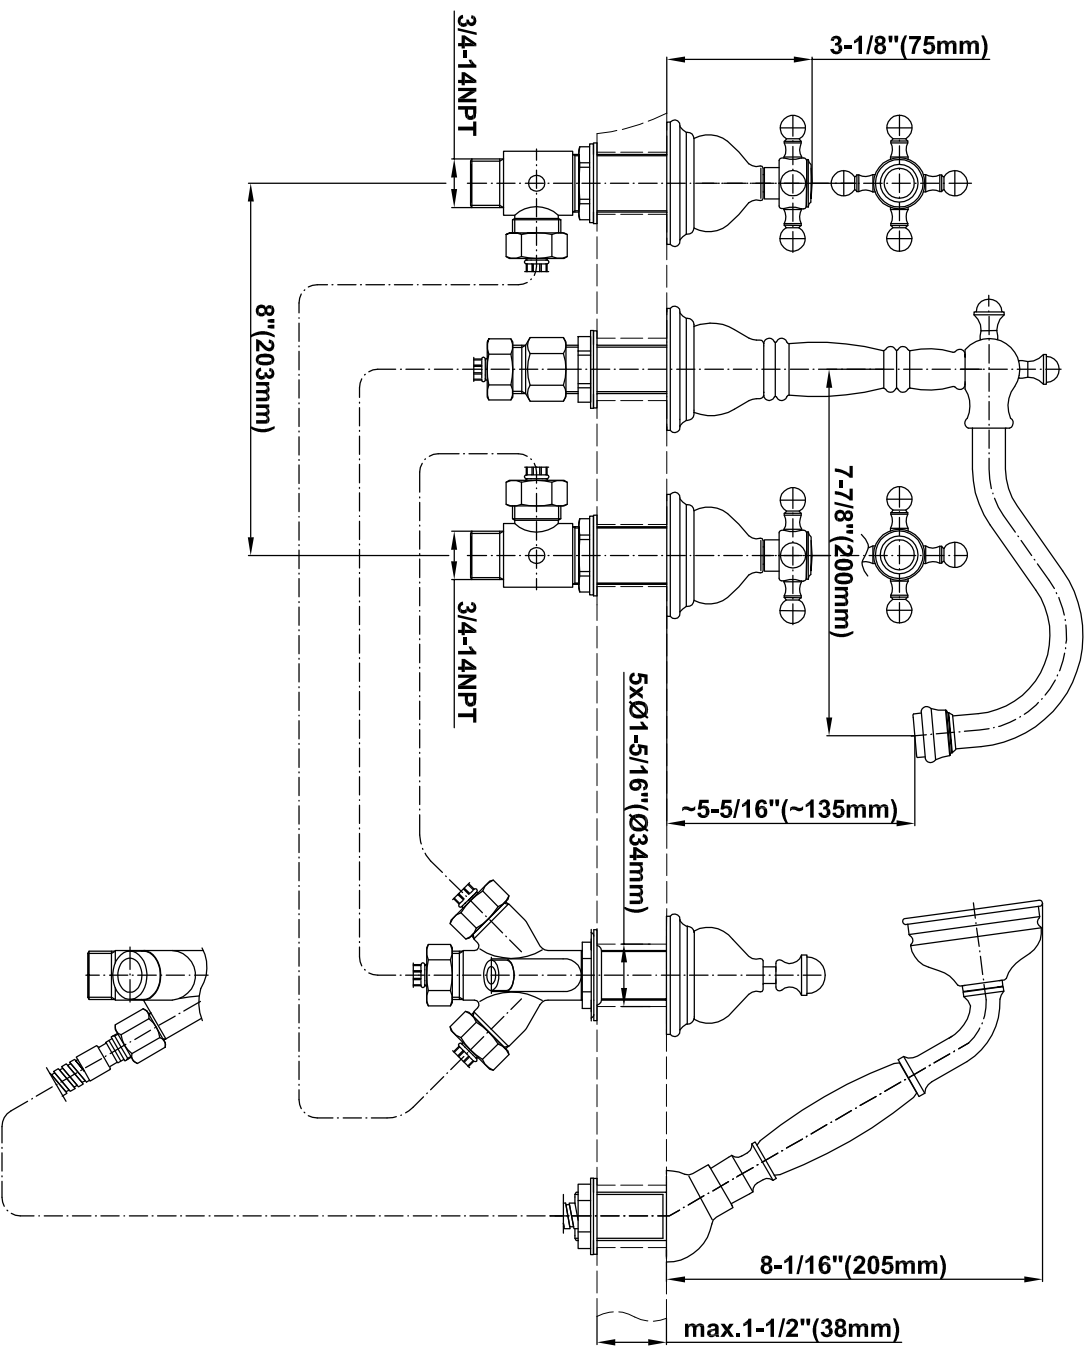 3/4-14NPT
3-1/8"(75mm)
8"(203mm)
7-7/8"(200mm)
3/4-14NPT
5xØ1-5/16"(Ø34mm)
~5-5/16"(~135mm)
8-1/16"(205mm)
max.1-1/2"(38mm)